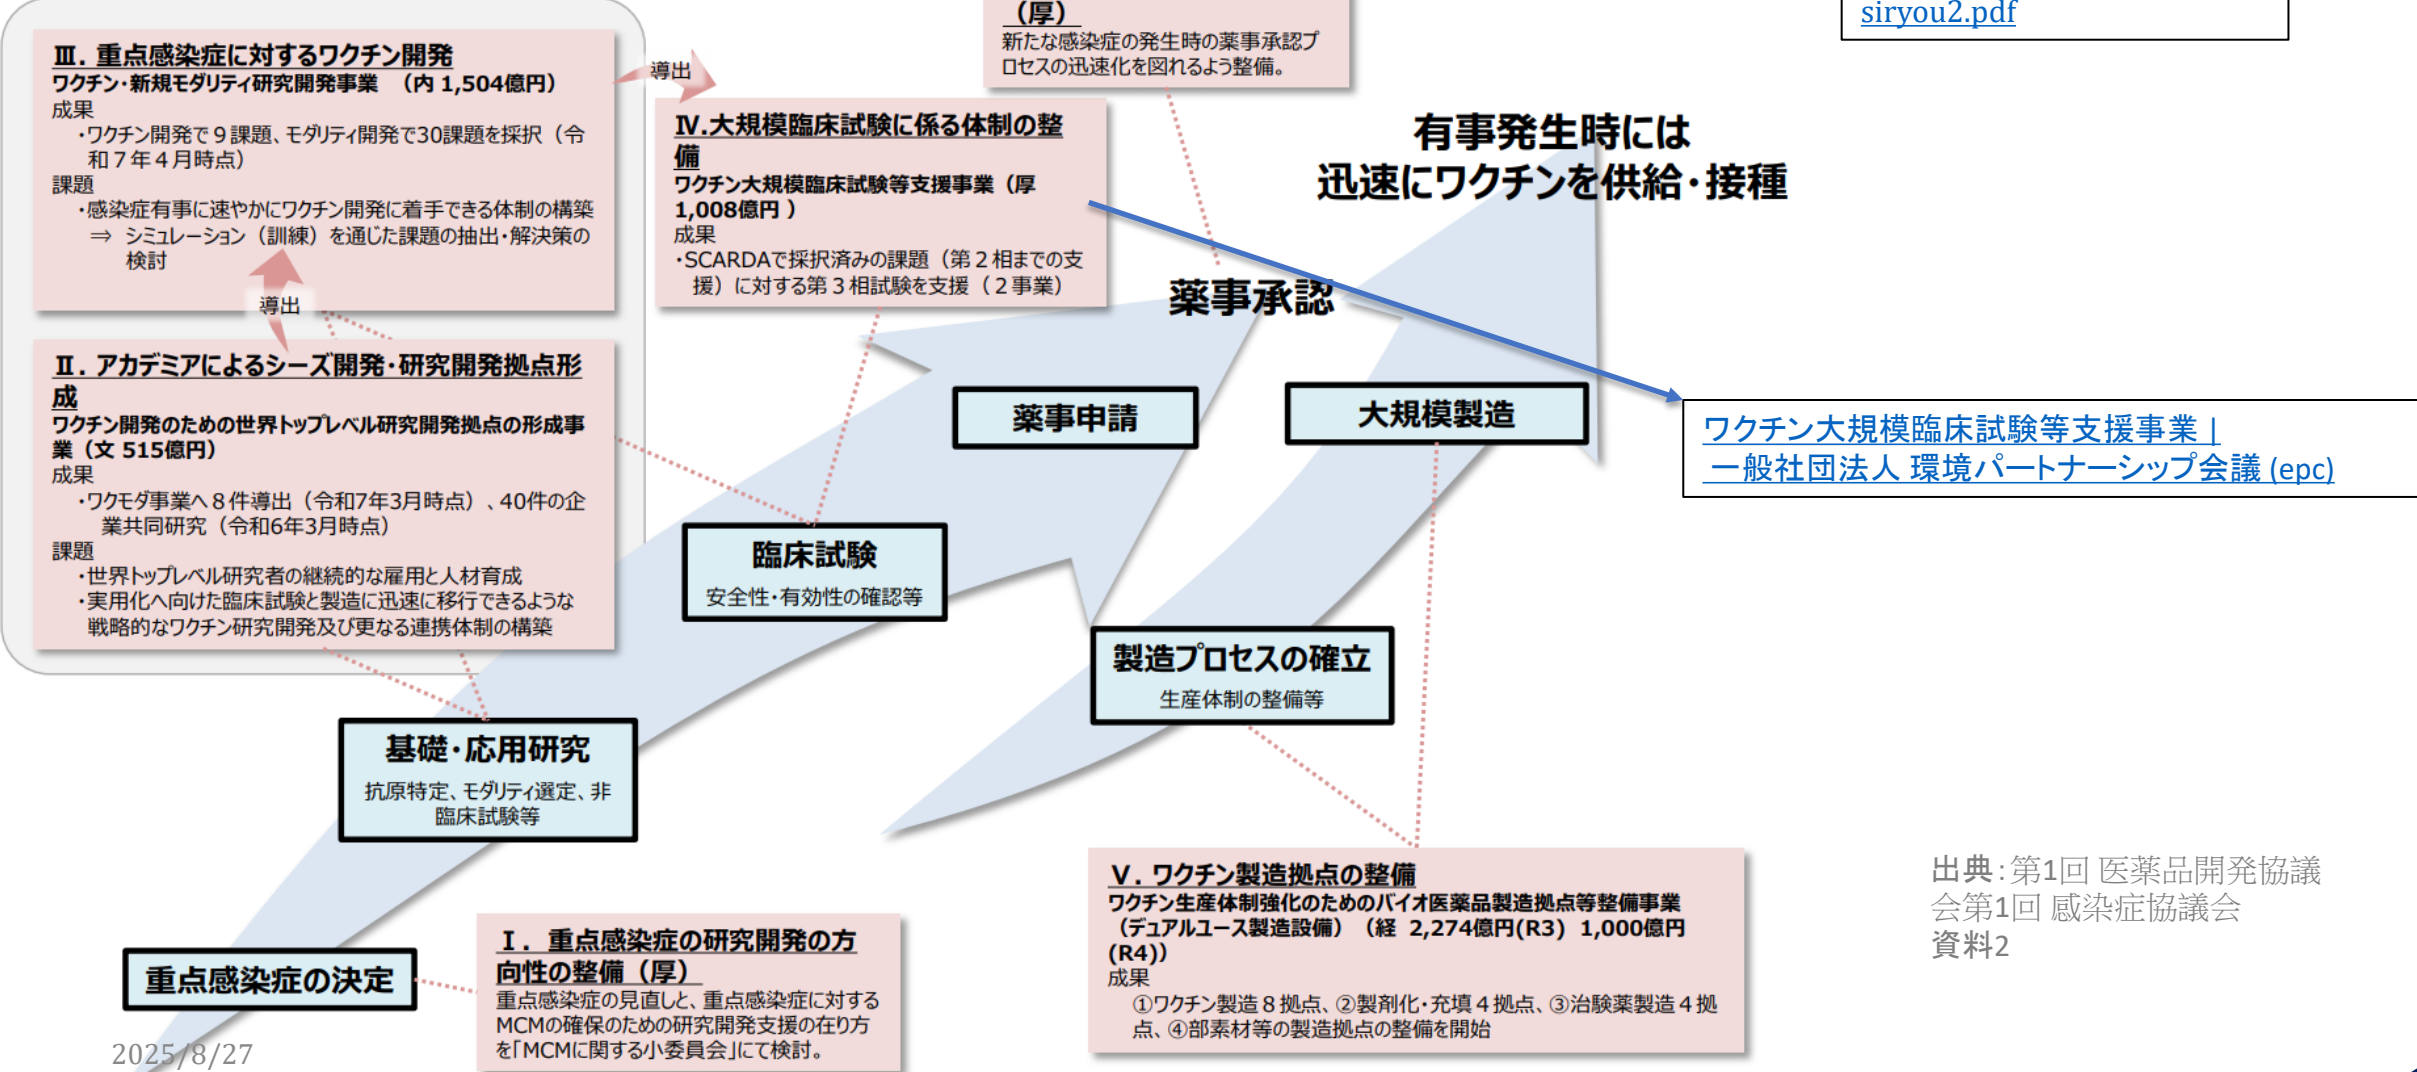 （厚）
新たな感染症の発生時の薬事承認プ
ロセスの迅速化を図れるよう整備。
siryou2.pdf
Ⅲ．重点感染症に対するワクチン開発
ワクチン・新規モダリティ研究開発事業　（内 1,504億円）
成果
・ワクチン開発で９課題、モダリティ開発で30課題を採択（令
和７年４月時点）
課題
・感染症有事に速やかにワクチン開発に着手できる体制の構築
⇒　シミュレーション（訓練）を通じた課題の抽出・解決策の
検討
導出
導出
Ⅳ.大規模臨床試験に係る体制の整
備
ワクチン大規模臨床試験等支援事業（厚
1,008億円 ）
成果
・SCARDAで採択済みの課題（第２相までの支
援）に対する第３相試験を支援（２事業）
有事発生時には
迅速にワクチンを供給・接種
薬事承認
Ⅱ．アカデミアによるシーズ開発・研究開発拠点形
成
ワクチン開発のための世界トップレベル研究開発拠点の形成事
業（文 515億円）
成果
・ワクモダ事業へ８件導出（令和7年3月時点）、40件の企
業共同研究（令和6年3月時点）
課題
・世界トップレベル研究者の継続的な雇用と人材育成
・実用化へ向けた臨床試験と製造に迅速に移行できるような
戦略的なワクチン研究開発及び更なる連携体制の構築
薬事申請
大規模製造
ワクチン大規模臨床試験等支援事業 |
一般社団法人 環境パートナーシップ会議 (epc)
臨床試験
安全性・有効性の確認等
製造プロセスの確立
生産体制の整備等
基礎・応用研究
抗原特定、モダリティ選定、非
臨床試験等
Ⅴ．ワクチン製造拠点の整備
ワクチン生産体制強化のためのバイオ医薬品製造拠点等整備事業
（デュアルユース製造設備）（経 2,274億円(R3) 1,000億円
(R4)）
成果
①ワクチン製造８拠点、②製剤化・充填４拠点、③治験薬製造４拠
点、④部素材等の製造拠点の整備を開始
出典：第1回 医薬品開発協議
会第1回 感染症協議会
資料2
重点感染症の決定
Ⅰ．重点感染症の研究開発の方
向性の整備（厚）
重点感染症の見直しと、重点感染症に対する
MCMの確保のための研究開発支援の在り方
を「MCMに関する小委員会」にて検討。
2025/8/27